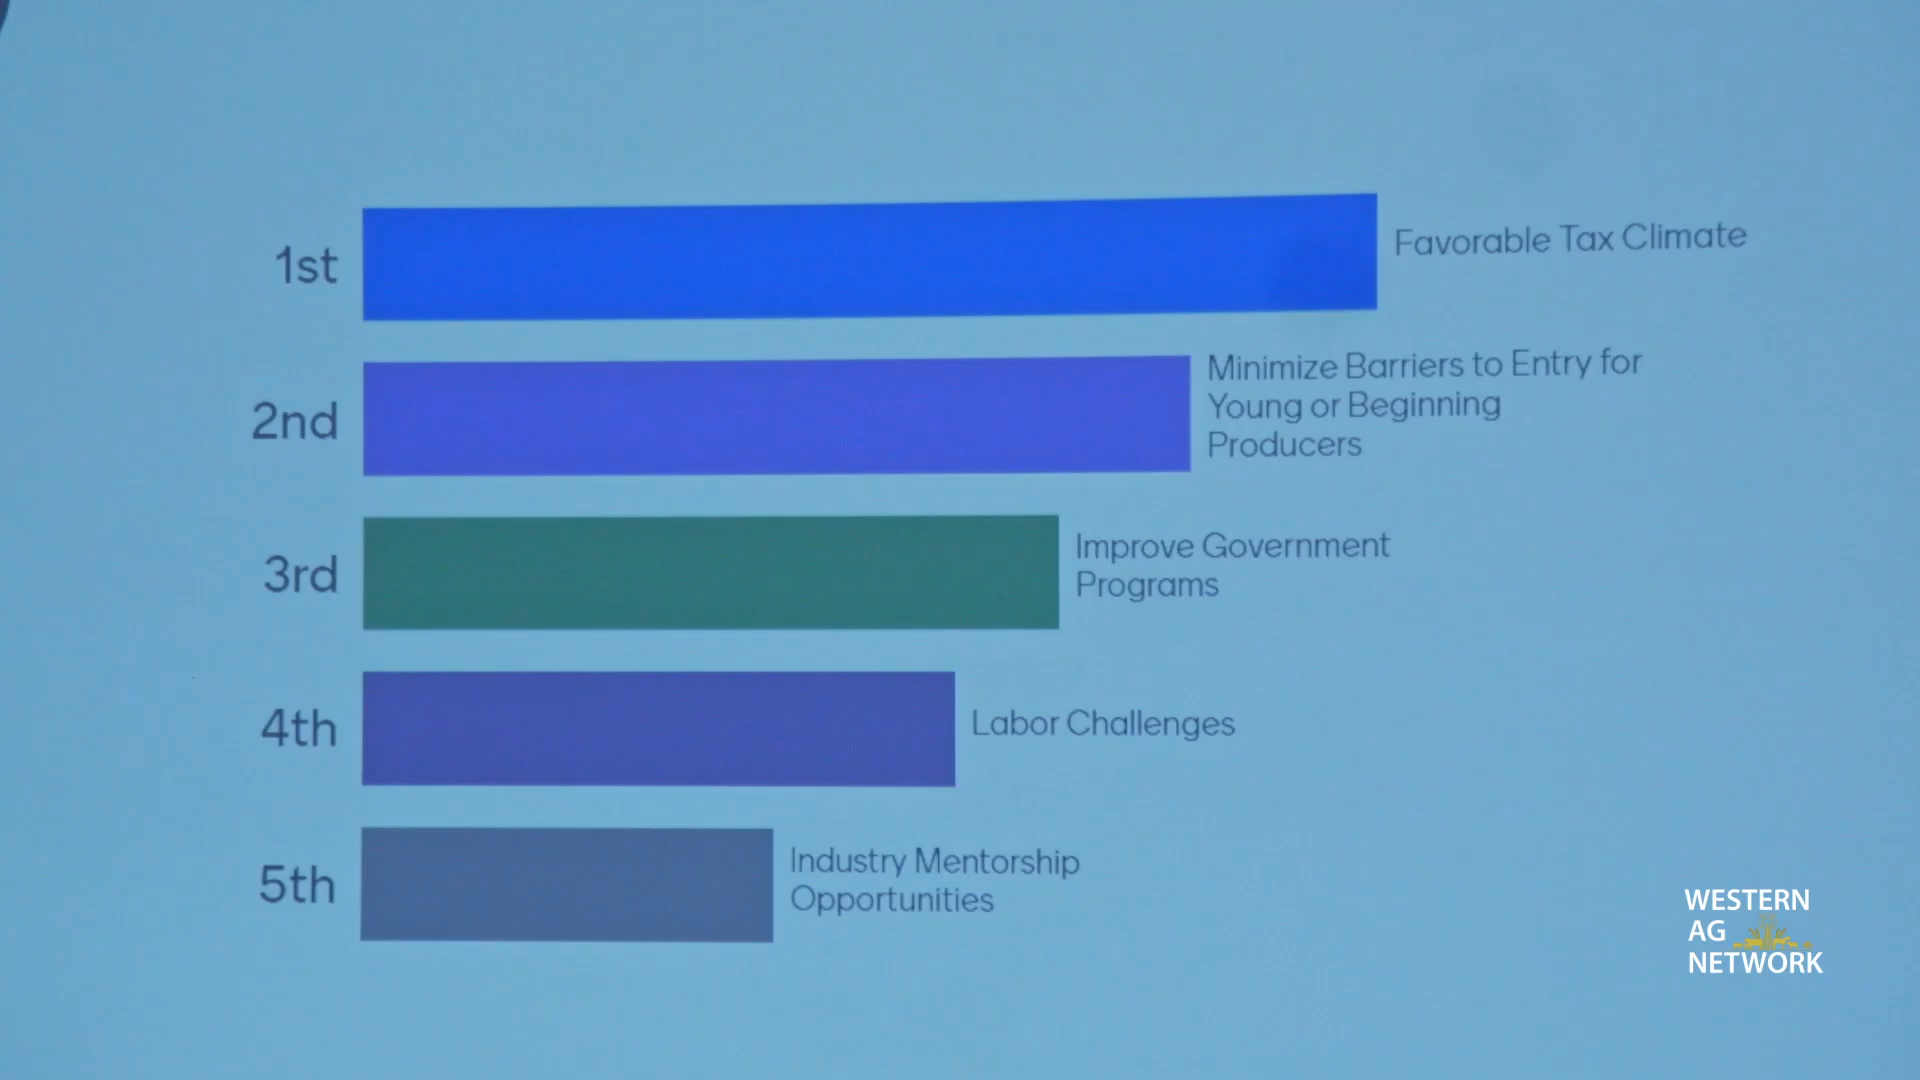 1st
Favorable Tax Climate
2nd
Minimize Barriers to Entry for
Young or Beginning
Producers
3rd
Improve Government
Programs
4th
Labor Challenges
5th
Industry Mentorship
Opportunities
WESTERN
AG
NETWORK